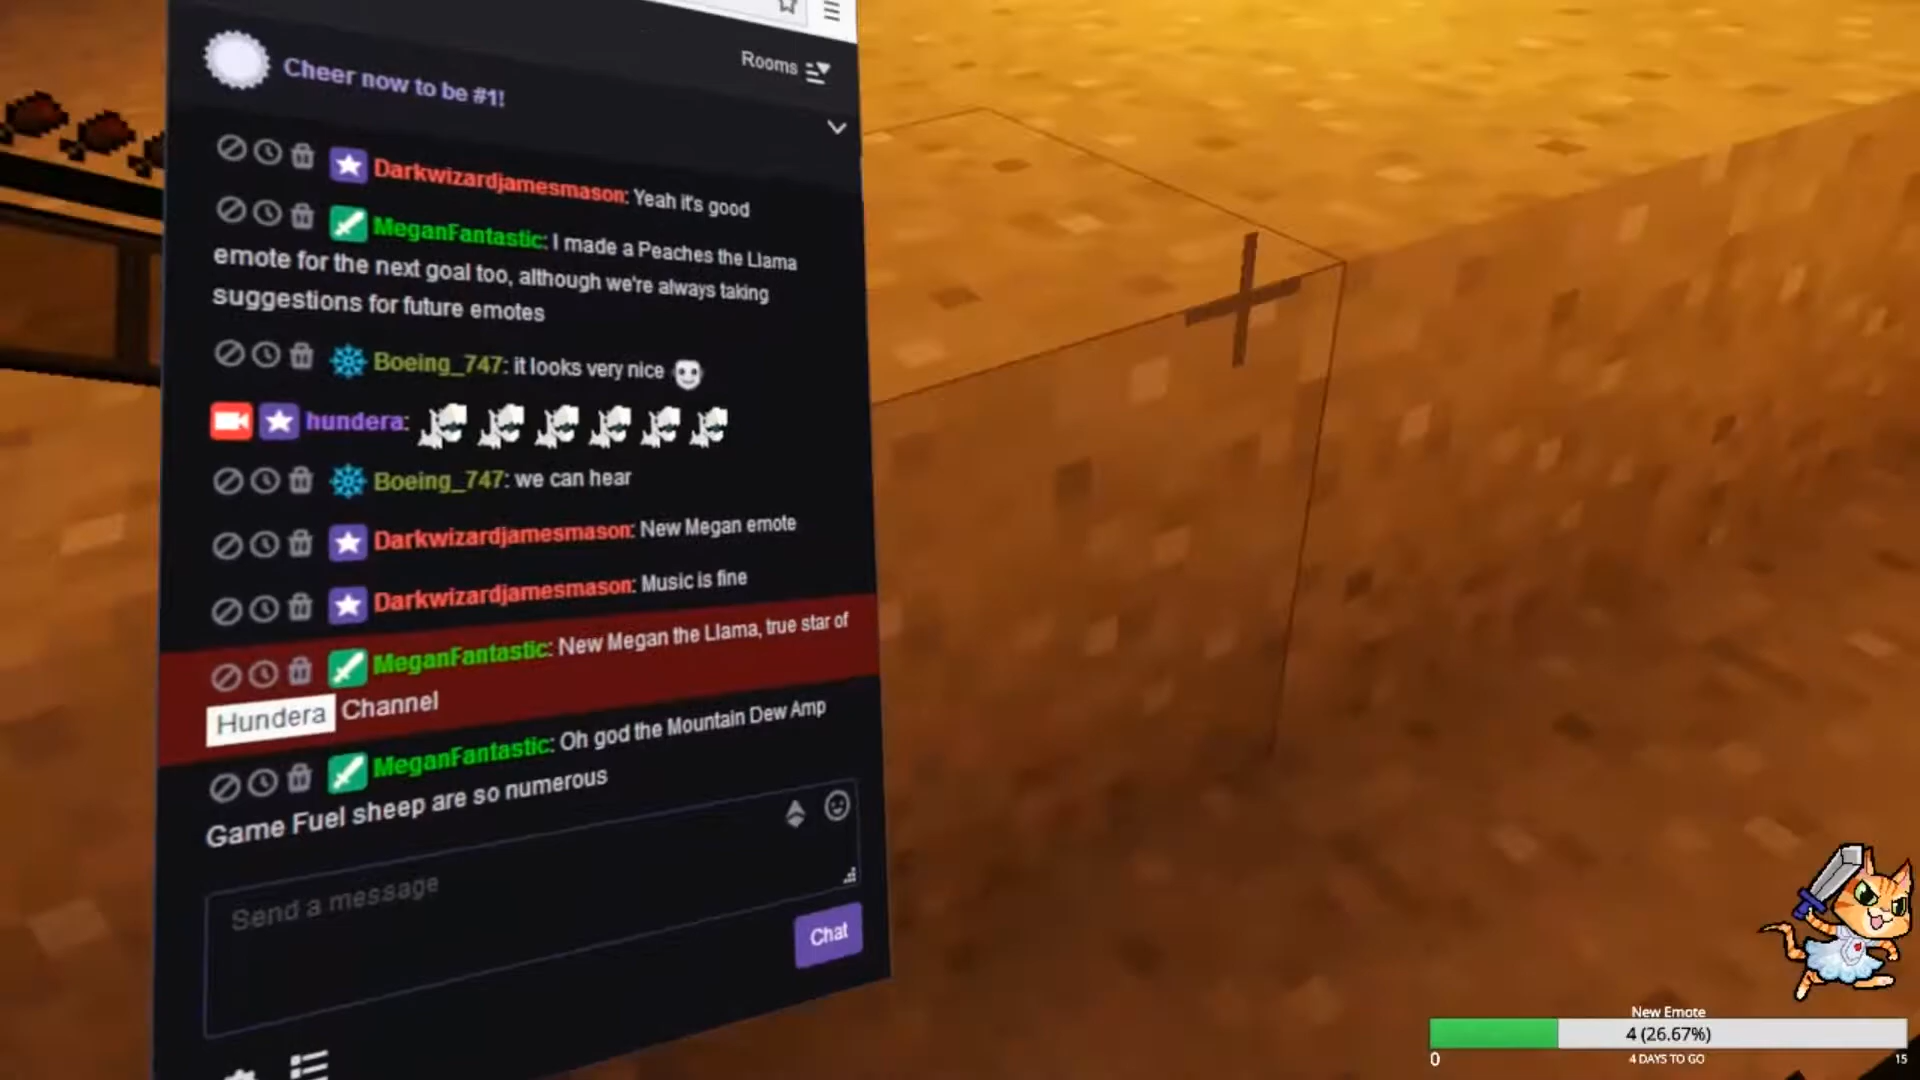 Rooms
Cheer now to be #1!
Darkwizardjamesmason: Yeah it's good
MeganFantastic: I made a Peaches the Llama
emote for the next goal too, although we're always taking
suggestions for future emotes
Boeing_747: it looks very nice
hundera:
Boeing_747: we can hear
Darkwizardjamesmason: New Megan emote
Darkwizardjamesmason: Music is fine
MeganFantastic: New Megan the Llama, true star of
Hundera Channel
MeganFantastic: Oh god the Mountain Dew Amp
Game Fuel sheep are so numerous
Send a message
Chat
New Emote
4 (26.67%)
0
4 DAYS TO GO
15